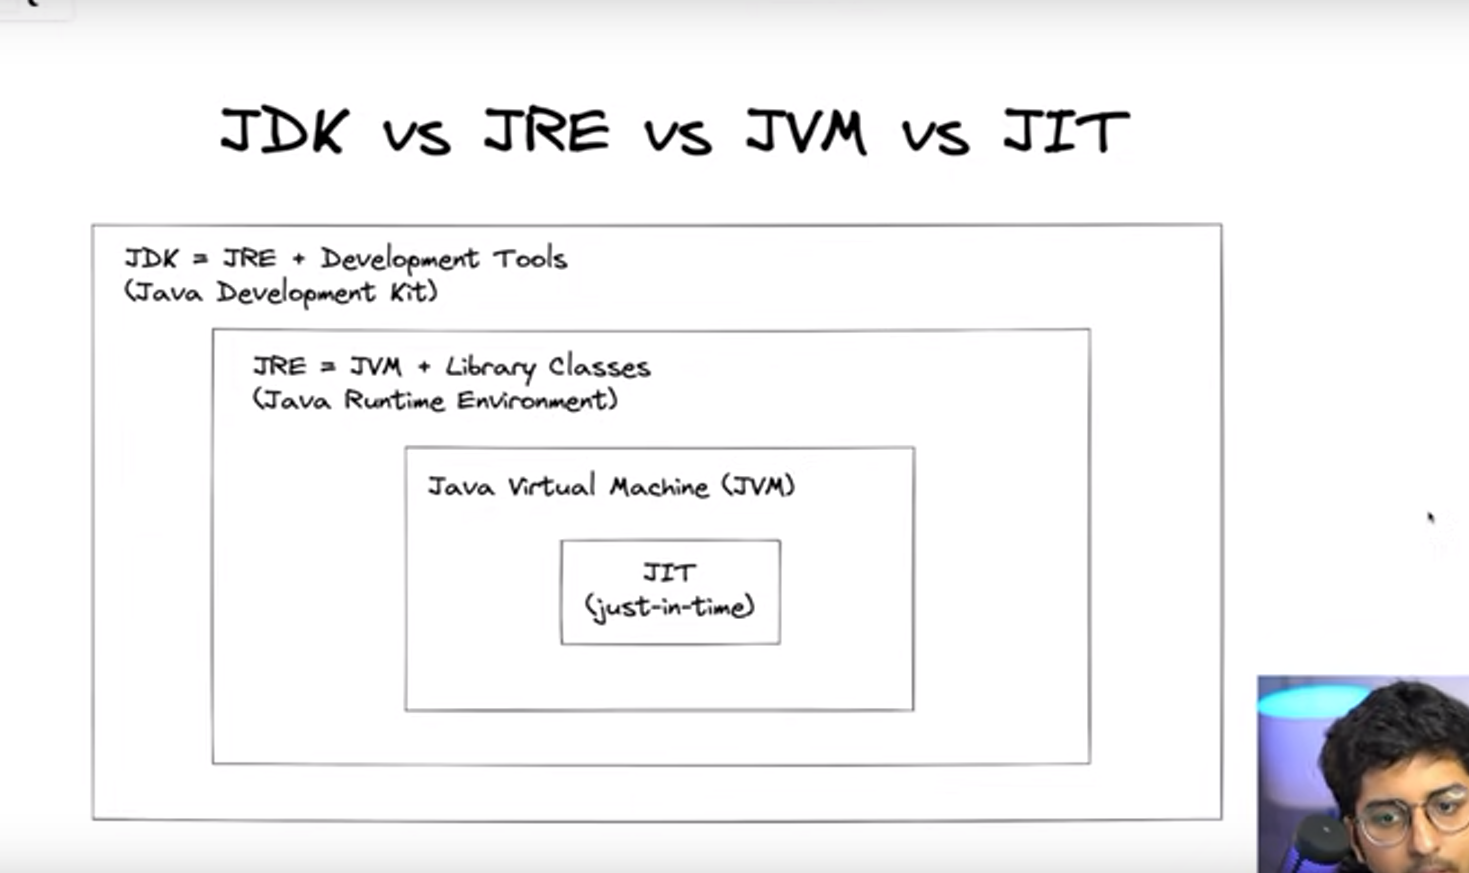 JDK vs JRE vs JVM vs JIT
JDK = JRE + Development Tools
(Java Development Kit)
JRE = JVM + Library Classes
(Java Runtime Environment)
Java Virtual Machine (JVM)
JIT
(just-in-time)